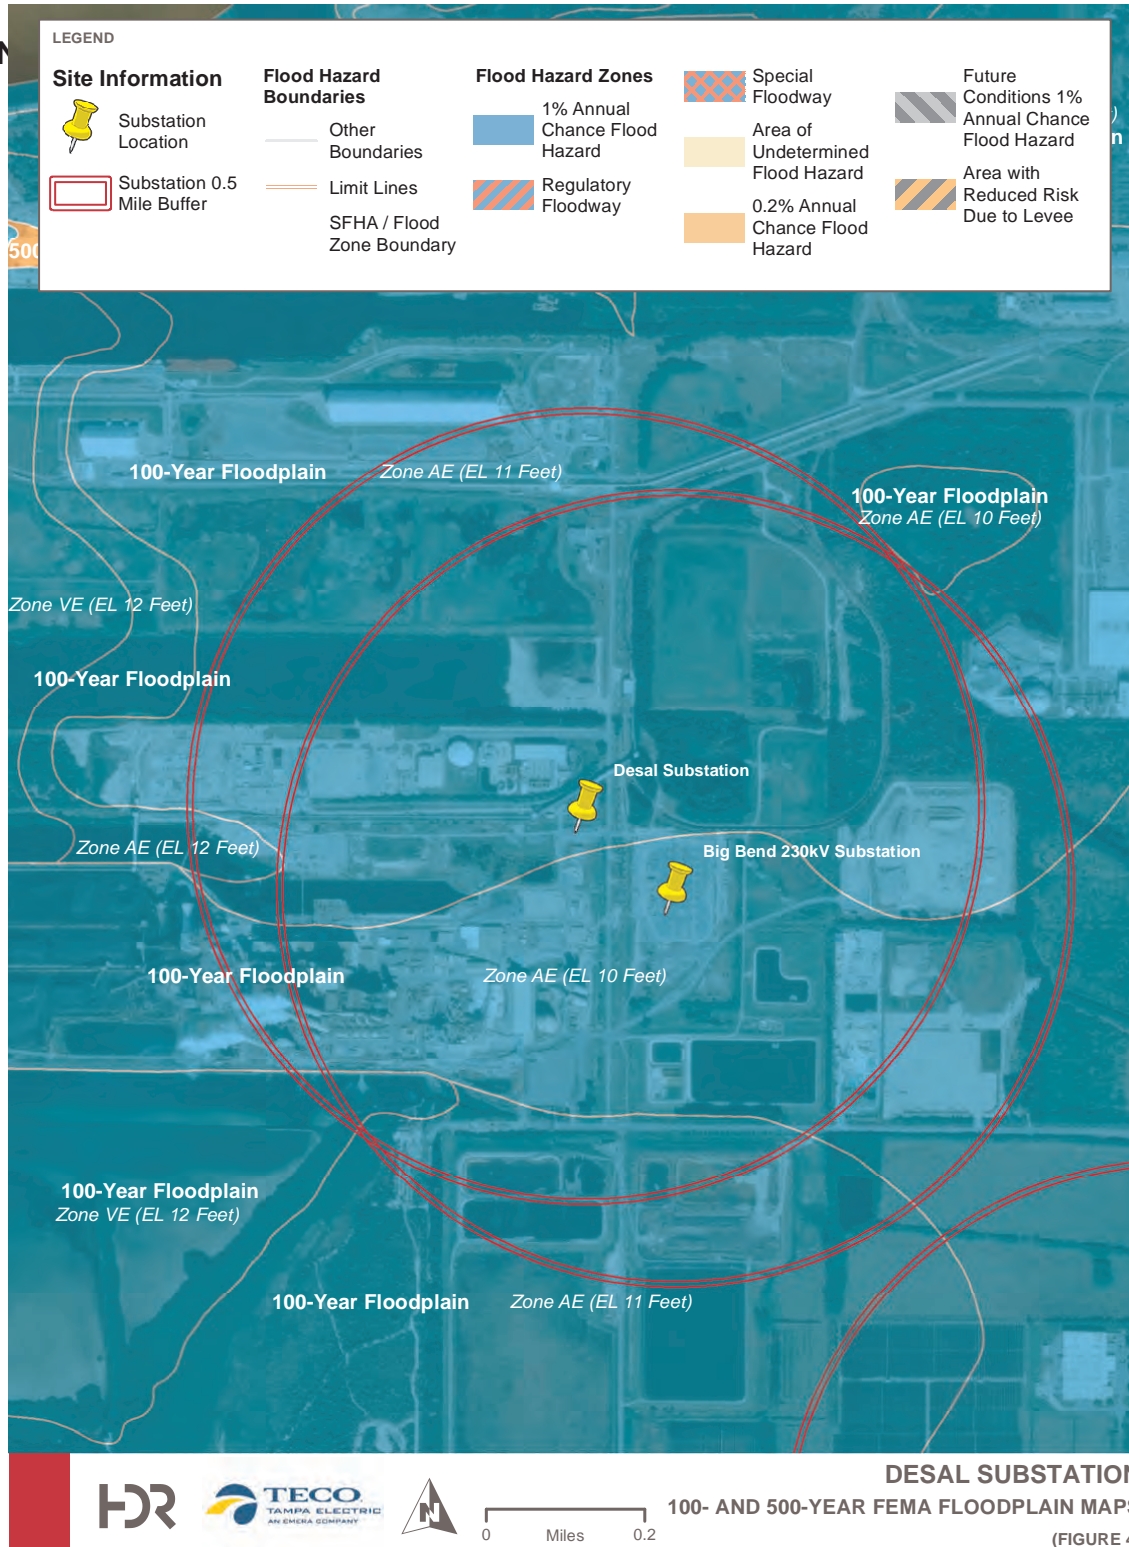 LEGEND
Site Information
Substation
Location
Substation 0.5
Mile Buffer
Flood Hazard
Boundaries
Other
Boundaries
Limit Lines
SFHA / Flood
Zone Boundary
Flood Hazard Zones
1% Annual
Chance Flood
Hazard
Regulatory
Floodway
Special
Floodway
Area of
Undetermined
Flood Hazard
0.2% Annual
Chance Flood
Hazard
Future
Conditions 1%
Annual Chance
Flood Hazard
Area with
Reduced Risk
Due to Levee
500
100-Year Floodplain
Zone AE (EL 11 Feet)
100-Year Floodplain
Zone AE (EL 10 Feet)
Zone VE (EL 12 Feet)
100-Year Floodplain
Desal Substation
Zone AE (EL 12 Feet)
Big Bend 230kV Substation
100-Year Floodplain
Zone AE (EL 10 Feet)
100-Year Floodplain
Zone VE (EL 12 Feet)
100-Year Floodplain
Zone AE (EL 11 Feet)
HDR
TECO
TAMPA ELECTRIC
AN EMERA COMPANY
N
0 Miles 0.2
DESAL SUBSTATION
100- AND 500-YEAR FEMA FLOODPLAIN MAPS
(FIGURE 4